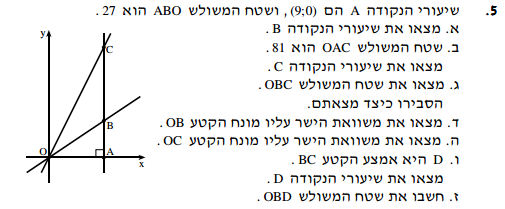 5. שיעורי הנקודה A הם (9;0), ושטח המשולש ABO הוא 27.
א. מצאו את שיעורי הנקודה B.
ב. שטח המשולש OAC הוא 81.
מצאו את שיעורי הנקודה C.
ג. מצאו את שטח המשולש OBC.
הסבירו כיצד מצאתם.
ד. מצאו את משוואת הישר עליו מונח הקטע OB.
ה. מצאו את משוואת הישר עליו מונח הקטע OC.
ו. D היא אמצע הקטע BC.
מצאו את שיעורי הנקודה D.
ז. חשבו את שטח המשולש OBD.
y
C
B
O
A
x